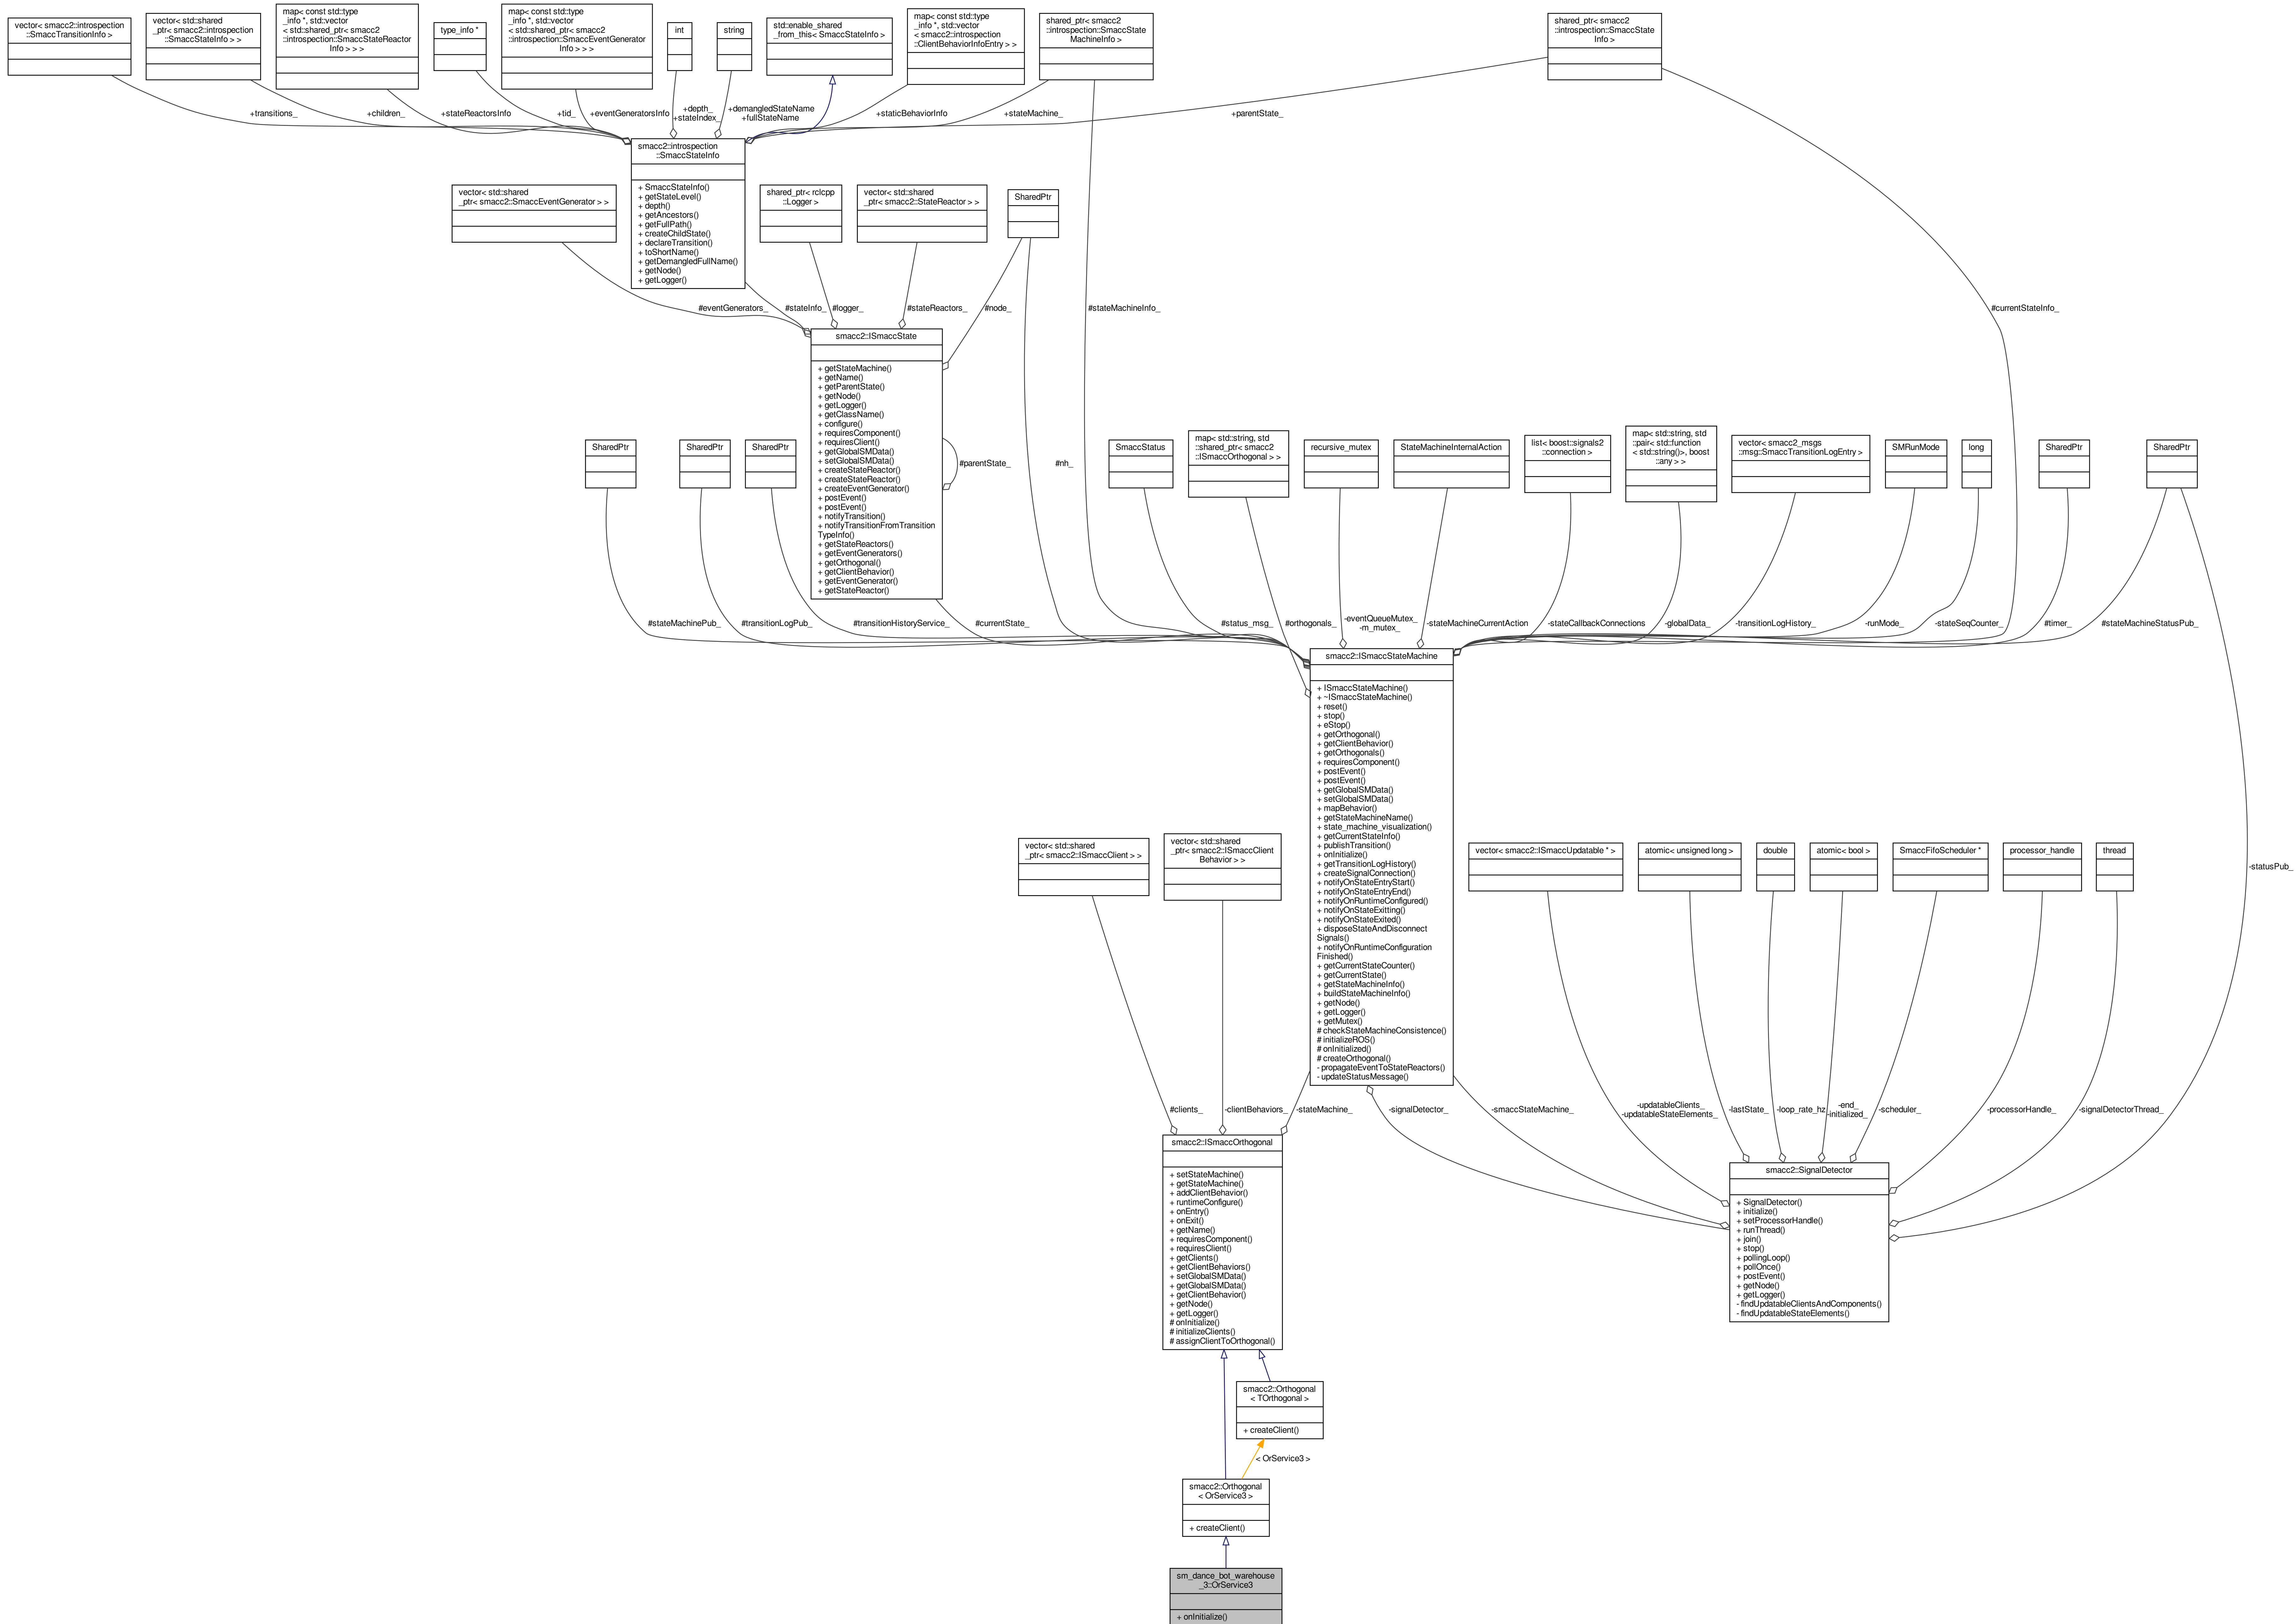 vector< smacc2::introspection
::SmaccTransitionInfo >
vector< std::shared
_ptr< smacc2::introspection
::SmaccStateInfo > >
map< const std::type
_info *, std::vector
< std::shared_ptr< smacc2
::introspection::SmaccStateReactor
Info > > >
type_info *
map< const std::type
_info *, std::vector
< std::shared_ptr< smacc2
::introspection::SmaccEventGenerator
Info > > >
int
string
std::enable_shared
_from_this< SmaccStateInfo >
map< const std::type
_info *, std::vector
< smacc2::introspection
::ClientBehaviorInfoEntry > >
shared_ptr< smacc2
::introspection::SmaccState
MachineInfo >
shared_ptr< smacc2
::introspection::SmaccState
Info >
+transitions_
+children_
+stateReactorsInfo
+tid_
+eventGeneratorsInfo
+depth_
+stateIndex_
+demangledStateName
+fullStateName
+staticBehaviorInfo
+stateMachine_
+parentState_
smacc2::introspection
::SmaccStateInfo
+ SmaccStateInfo()
+ getStateLevel()
+ depth()
+ getAncestors()
+ getFullPath()
+ createChildState()
+ declareTransition()
+ toShortName()
+ getDemangledFullName()
+ getNode()
+ getLogger()
vector< std::shared
_ptr< smacc2::SmaccEventGenerator > >
shared_ptr< rclcpp
::Logger >
vector< std::shared
_ptr< smacc2::StateReactor > >
SharedPtr
#eventGenerators_
#stateInfo_
#logger_
#stateReactors_
#node_
#stateMachineInfo_
#currentStateInfo_
smacc2::ISmaccState
+ getStateMachine()
+ getName()
+ getParentState()
+ getNode()
+ getLogger()
+ getClassName()
+ configure()
+ requiresComponent()
+ requiresClient()
+ getGlobalSMData()
+ setGlobalSMData()
+ createStateReactor()
+ createStateReactor()
+ createEventGenerator()
+ postEvent()
+ postEvent()
+ notifyTransition()
+ notifyTransitionFromTransition
TypeInfo()
+ getStateReactors()
+ getEventGenerators()
+ getOrthogonal()
+ getClientBehavior()
+ getEventGenerator()
+ getStateReactor()
#parentState_
#nh_
SharedPtr
SharedPtr
SharedPtr
SmaccStatus
map< std::string, std
::shared_ptr< smacc2
::ISmaccOrthogonal > >
recursive_mutex
StateMachineInternalAction
list< boost::signals2
::connection >
map< std::string, std
::pair< std::function
< std::string()>, boost
::any > >
vector< smacc2_msgs
::msg::SmaccTransitionLogEntry >
SMRunMode
long
SharedPtr
SharedPtr
#stateMachinePub_
#transitionLogPub_
#transitionHistoryService_
#currentState_
#status_msg_
#orthogonals_
-eventQueueMutex_
-m_mutex_
-stateMachineCurrentAction
-stateCallbackConnections
-globalData_
-transitionLogHistory_
-runMode_
-stateSeqCounter_
#timer_
#stateMachineStatusPub_
smacc2::ISmaccStateMachine
+ ISmaccStateMachine()
+ ~ISmaccStateMachine()
+ reset()
+ stop()
+ eStop()
+ getOrthogonal()
+ getClientBehavior()
+ getOrthogonals()
+ requiresComponent()
+ postEvent()
+ postEvent()
+ getGlobalSMData()
+ setGlobalSMData()
+ mapBehavior()
+ getStateMachineName()
+ state_machine_visualization()
+ getCurrentStateInfo()
+ publishTransition()
+ onInitialize()
+ getTransitionLogHistory()
+ createSignalConnection()
+ notifyOnStateEntryStart()
+ notifyOnStateEntryEnd()
+ notifyOnRuntimeConfigured()
+ notifyOnStateExitting()
+ notifyOnStateExited()
+ disposeStateAndDisconnect
Signals()
+ notifyOnRuntimeConfiguration
Finished()
+ getCurrentStateCounter()
+ getCurrentState()
+ getStateMachineInfo()
+ buildStateMachineInfo()
+ getNode()
+ getLogger()
+ getMutex()
# checkStateMachineConsistence()
# initializeROS()
# onInitialized()
# createOrthogonal()
- propagateEventToStateReactors()
- updateStatusMessage()
vector< std::shared
_ptr< smacc2::ISmaccClient > >
vector< std::shared
_ptr< smacc2::ISmaccClient
Behavior > >
vector< smacc2::ISmaccUpdatable * >
atomic< unsigned long >
double
atomic< bool >
SmaccFifoScheduler *
processor_handle
thread
-statusPub_
#clients_
-clientBehaviors_
-stateMachine_
-signalDetector_
-smaccStateMachine_
-updatableClients_
-updatableStateElements_
-lastState_
-loop_rate_hz
-end_
-initialized_
-scheduler_
-processorHandle_
-signalDetectorThread_
smacc2::ISmaccOrthogonal
+ setStateMachine()
+ getStateMachine()
+ addClientBehavior()
+ runtimeConfigure()
+ onEntry()
+ onExit()
+ getName()
+ requiresComponent()
+ requiresClient()
+ getClients()
+ getClientBehaviors()
+ setGlobalSMData()
+ getGlobalSMData()
+ getClientBehavior()
+ getNode()
+ getLogger()
# onInitialize()
# initializeClients()
# assignClientToOrthogonal()
smacc2::SignalDetector
+ SignalDetector()
+ initialize()
+ setProcessorHandle()
+ runThread()
+ join()
+ stop()
+ pollingLoop()
+ pollOnce()
+ postEvent()
+ getNode()
+ getLogger()
- findUpdatableClientsAndComponents()
- findUpdatableStateElements()
smacc2::Orthogonal
< TOrthogonal >
+ createClient()
< OrService3 >
smacc2::Orthogonal
< OrService3 >
+ createClient()
sm_dance_bot_warehouse
_3::OrService3
+ onInitialize()